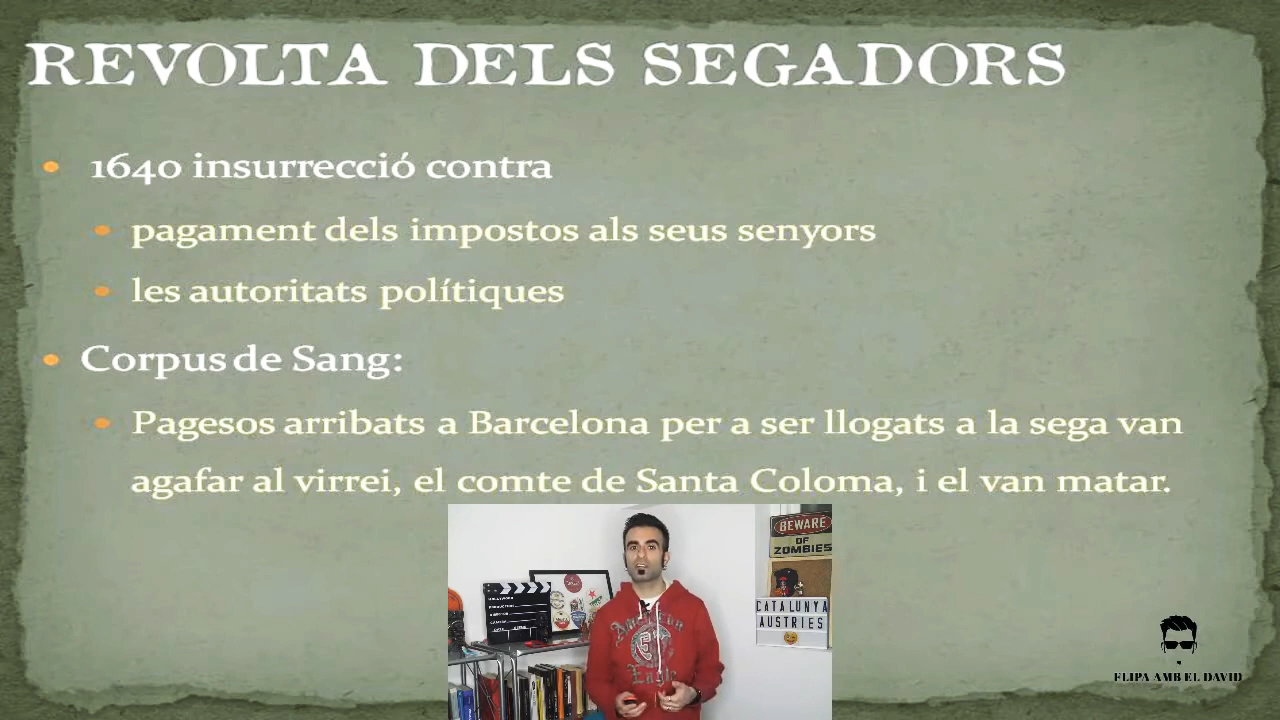 REVOLTA DELS SEGADORS
1640 insurrecció contra
pagament dels impostos als seus senyors
les autoritats polítiques
Corpus de Sang:
Pagesos arribats a Barcelona per a ser llogats a la sega van
agafar al virrei, el comte de Santa Coloma, i el van matar.
BEWARE
OF
ZOMBIES
CATALUNYA
AUSTRIES
American
Eagle
FLIPA AMB EL DAVID